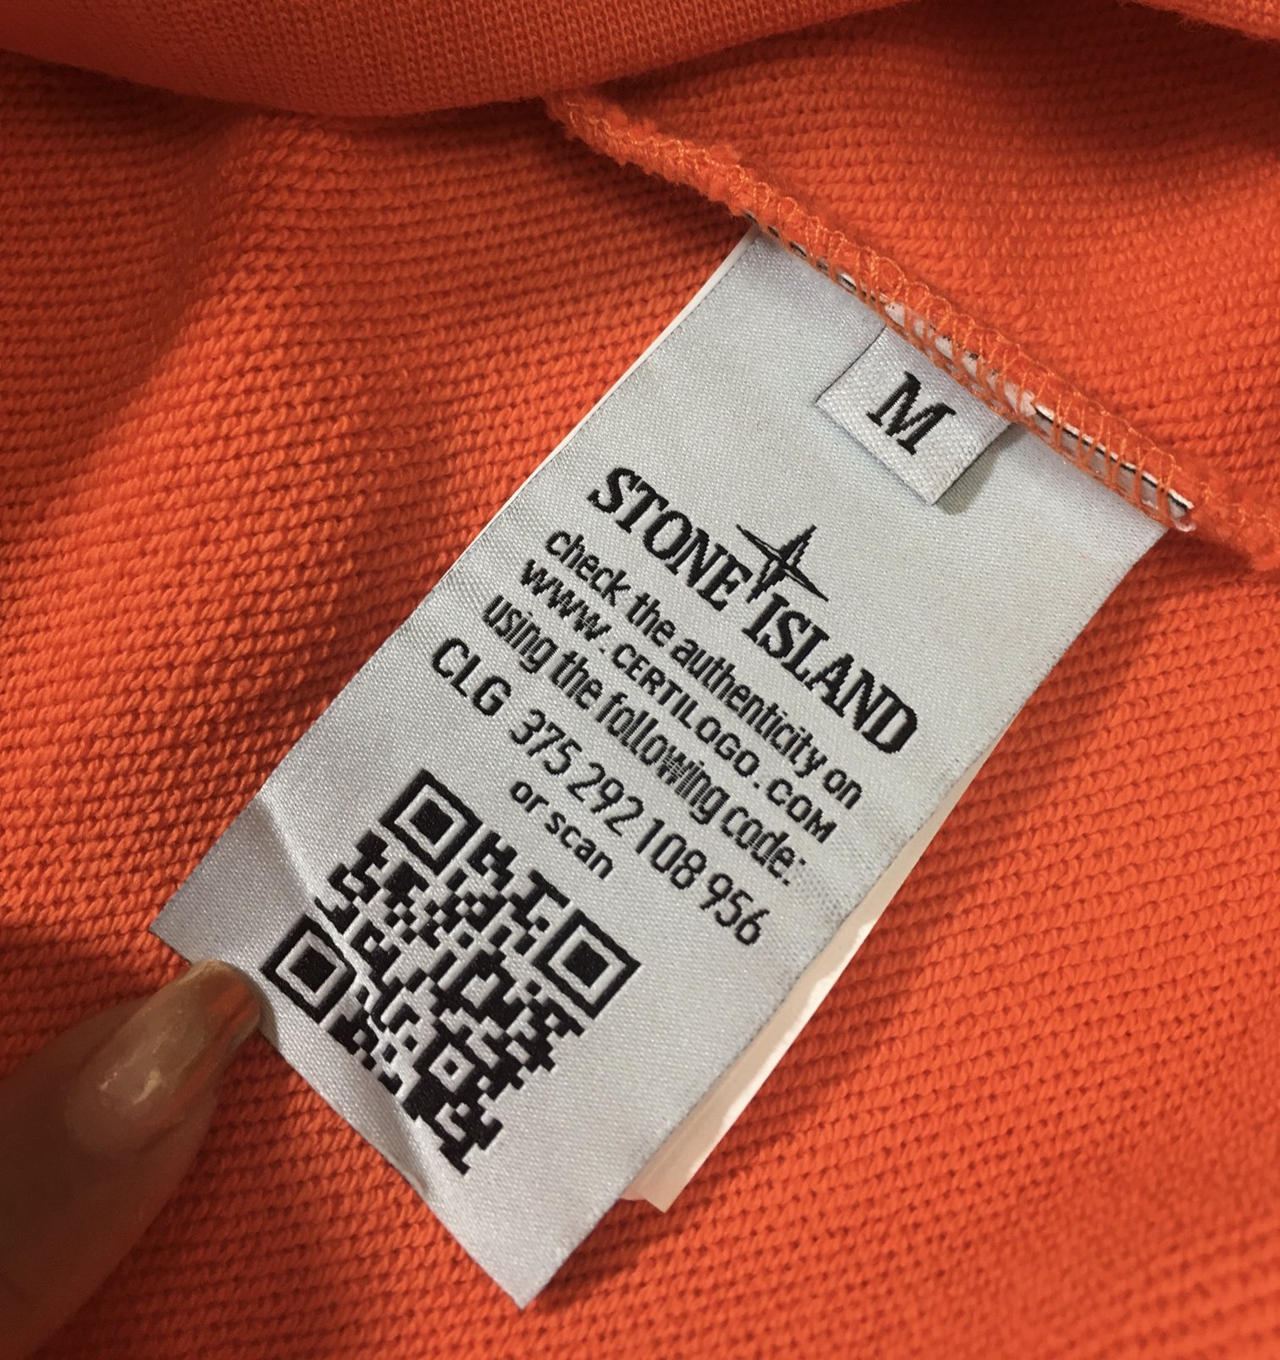 M
STONE ISLAND
check the authenticity on
WWW.CERTILOGO.COM
using the following code:
CLG 375 292 108 956
or scan